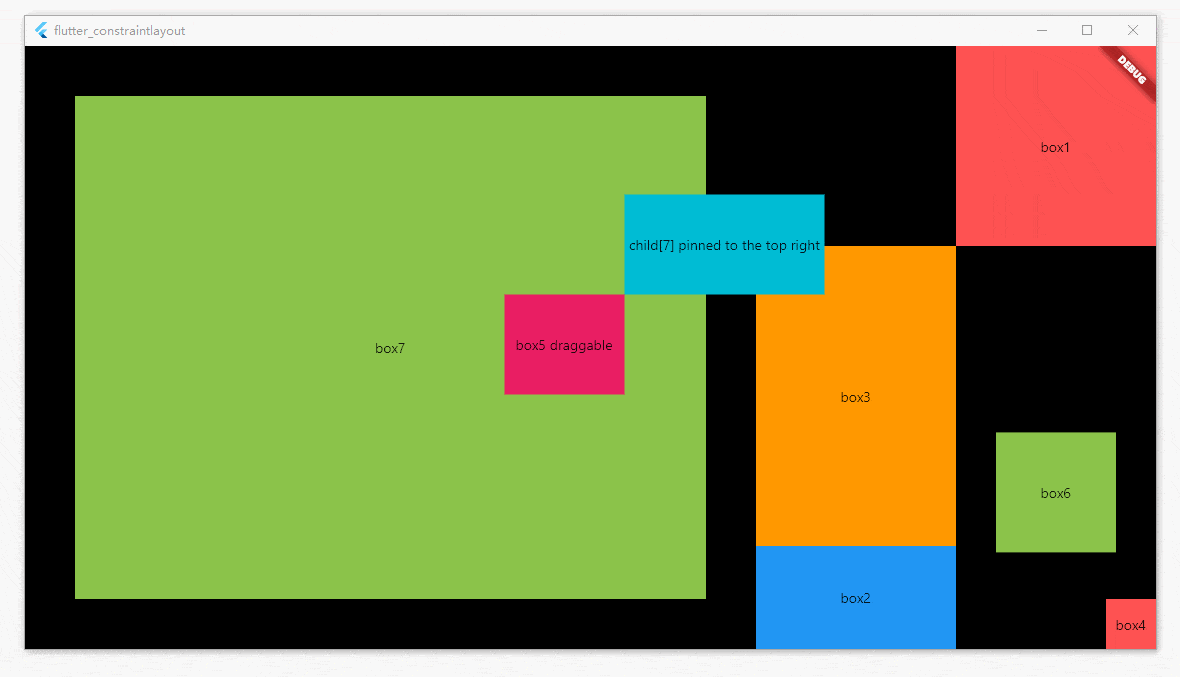 flutter_constraintlayout
DEBUG
box1
child[7] pinned to the top right
box5 draggable
box7
box3
box6
box2
box4